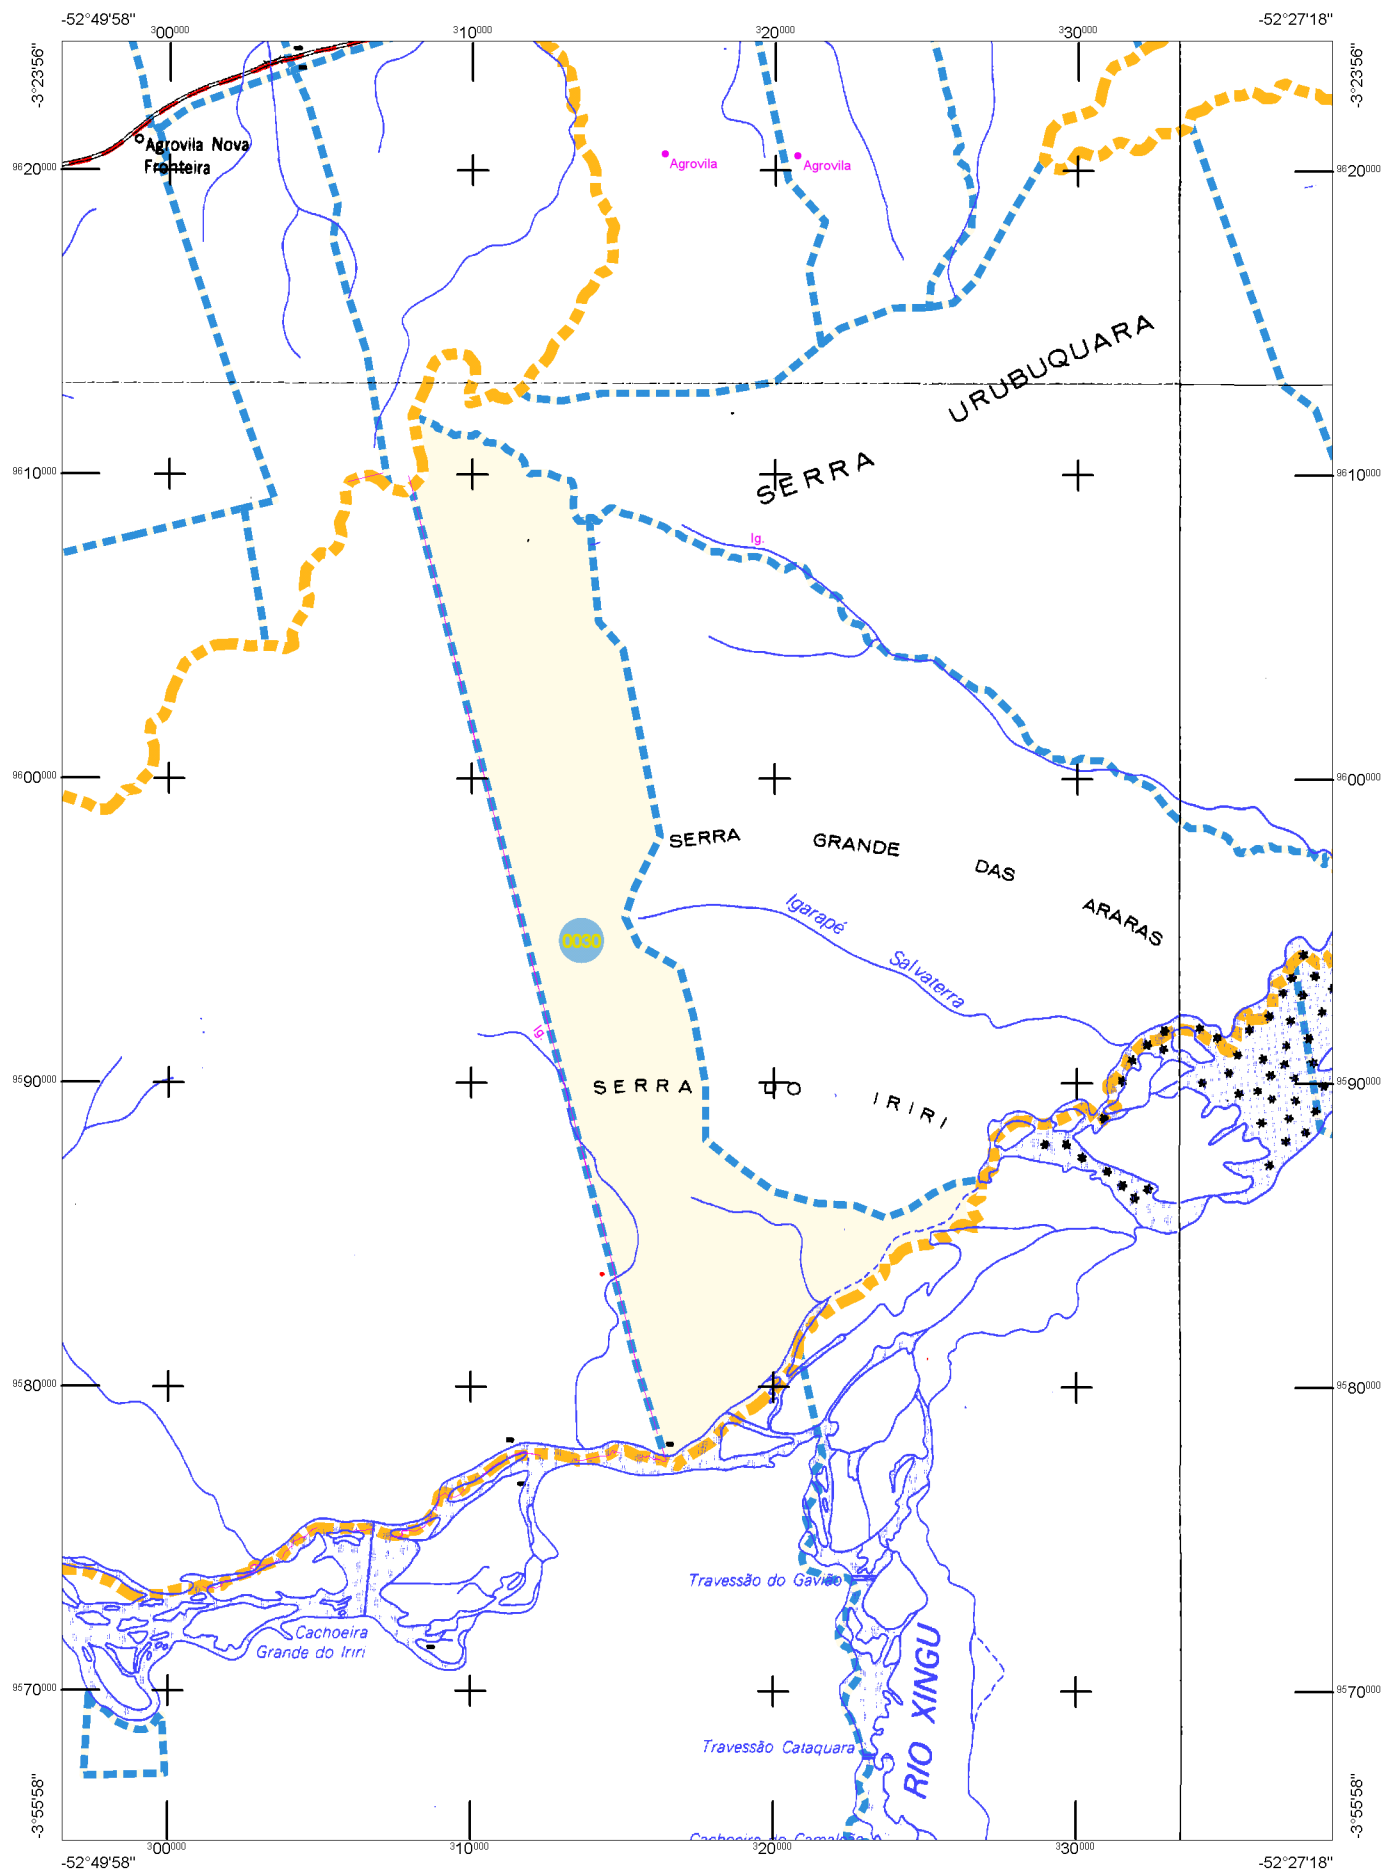 -52°49'58"
-52°27'18"
300000
310000
320000
330000
-3°23'56"
-3°23'56"
Agrovila Nova
Fronteira
Agrovila
Agrovila
9620000
9620000
URUBUQUARA
SERRA
9610000
9610000
Ig.
9600000
9600000
SERRA GRANDE DAS ARARAS
Igarapé
Salvaterra
0030
Ig.
9590000
9590000
SERRA DO IRIRI
9580000
9580000
Travessão do Gavião
Cachoeira
Grande do Iriri
RIO XINGU
9570000
9570000
Travessão Cataquara
-3°55'58"
-3°55'58"
300000
310000
320000
330000
-52°49'58"
-52°27'18"